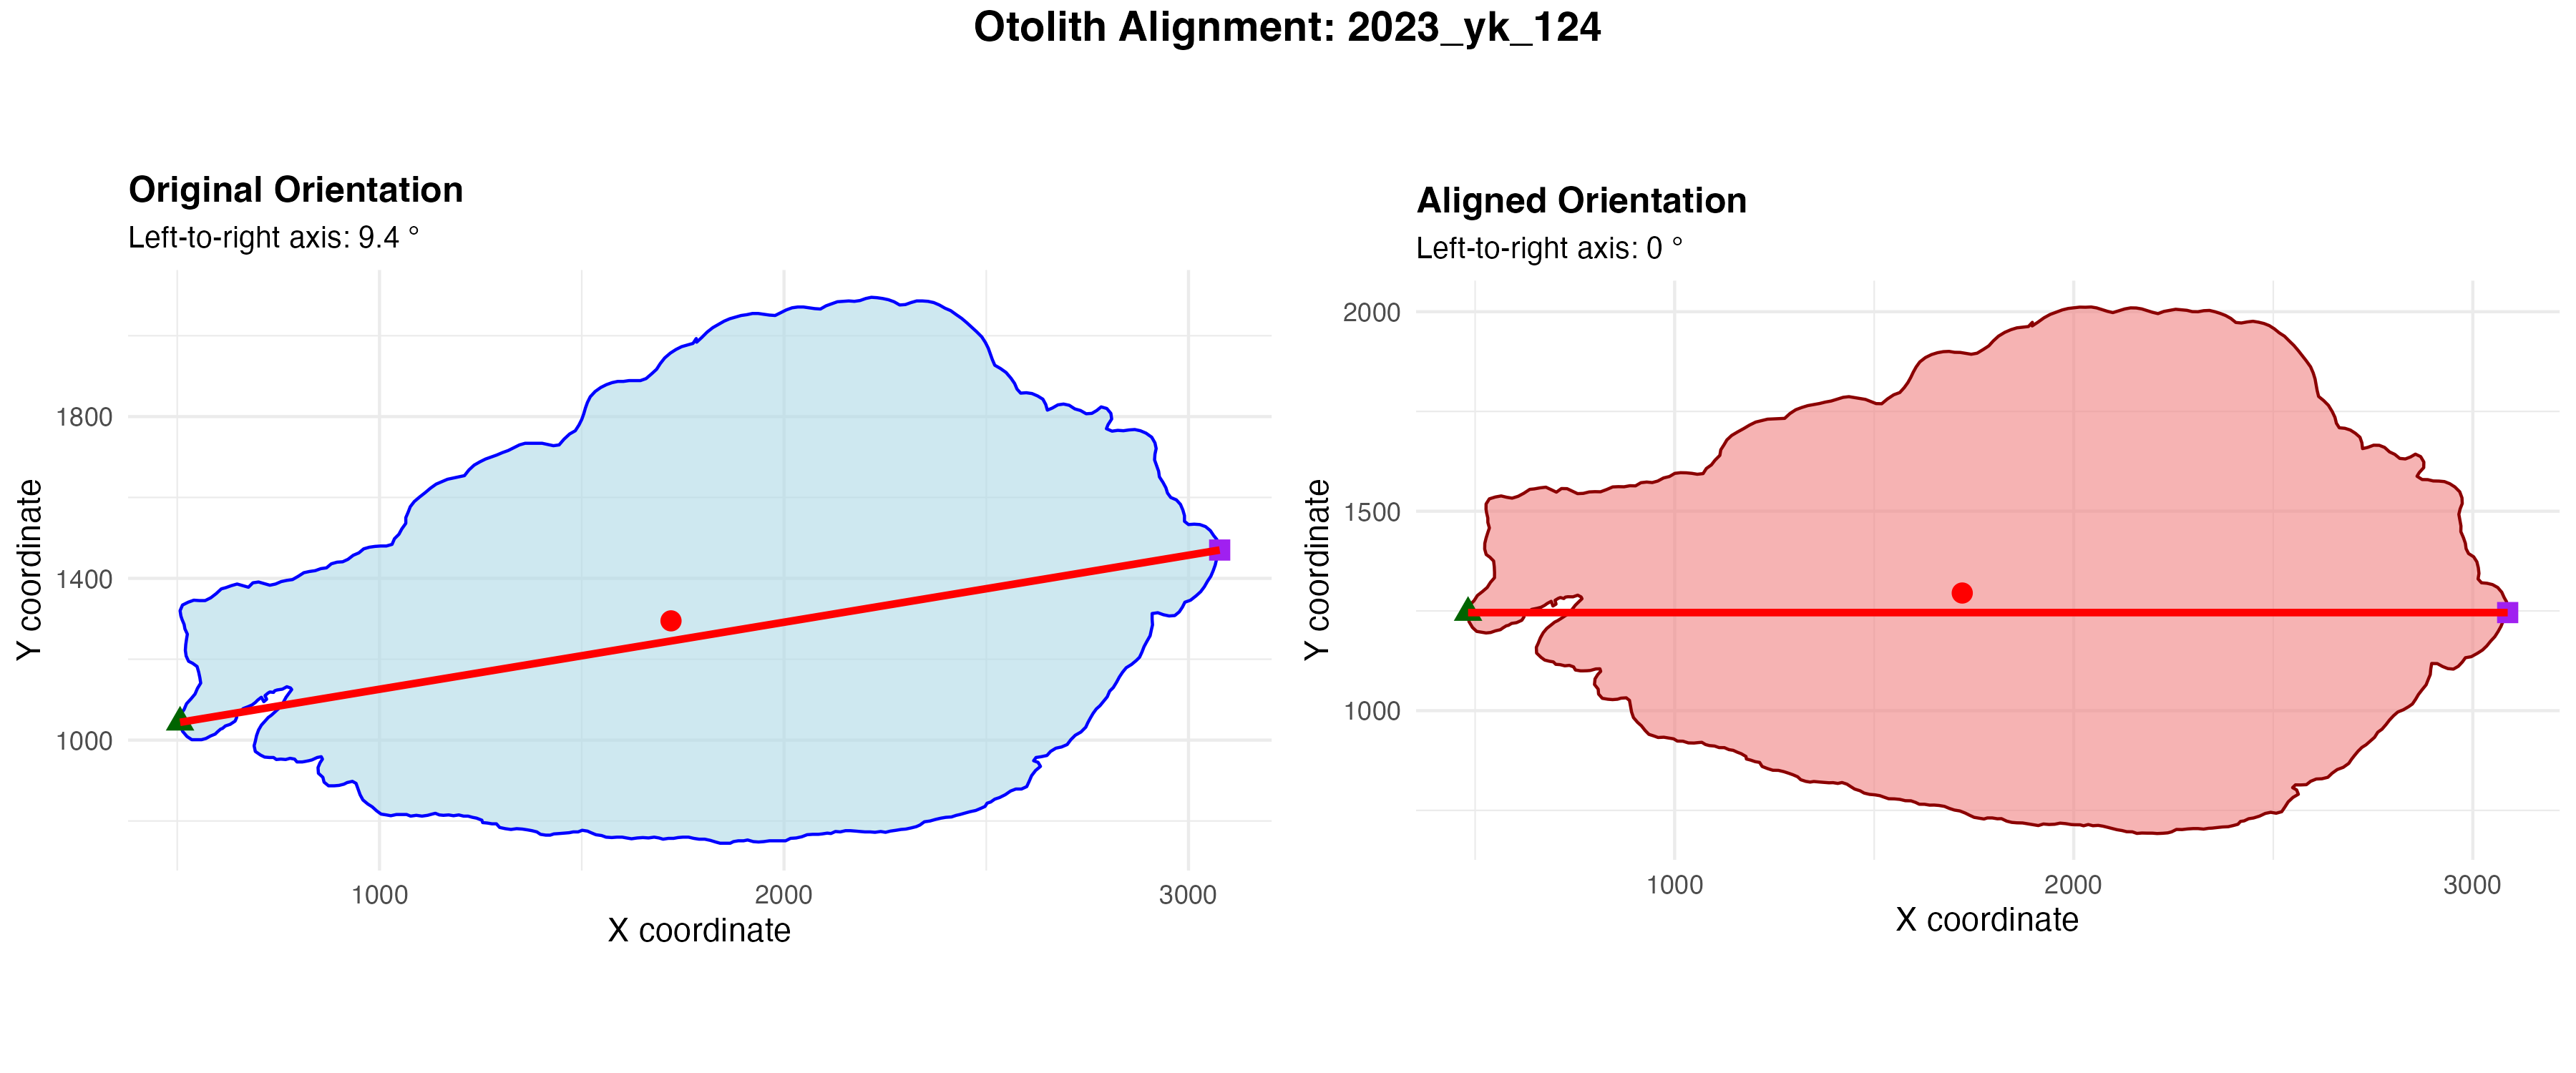 Otolith Alignment: 2023_yk_124
Original Orientation
Left-to-right axis: 9.4 °
Y coordinate
1800
1400
1000
1000 2000 3000
X coordinate
Aligned Orientation
Left-to-right axis: 0 °
Y coordinate
2000
1500
1000
1000 2000 3000
X coordinate